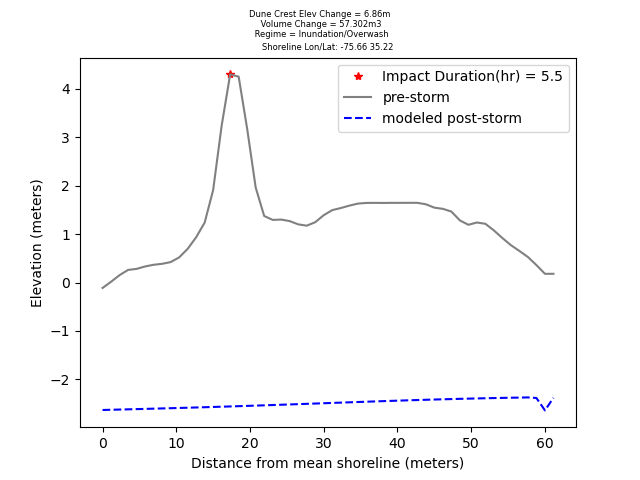 Dune Crest Elev Change = 6.86m
Volume Change = 57.302m3
Regime = Inundation/Overwash
Shoreline Lon/Lat: -75.66 35.22
Impact Duration(hr) = 5.5
pre-storm
modeled post-storm
Elevation (meters)
4
3
2
1
0
−1
−2
0 10 20 30 40 50 60
Distance from mean shoreline (meters)